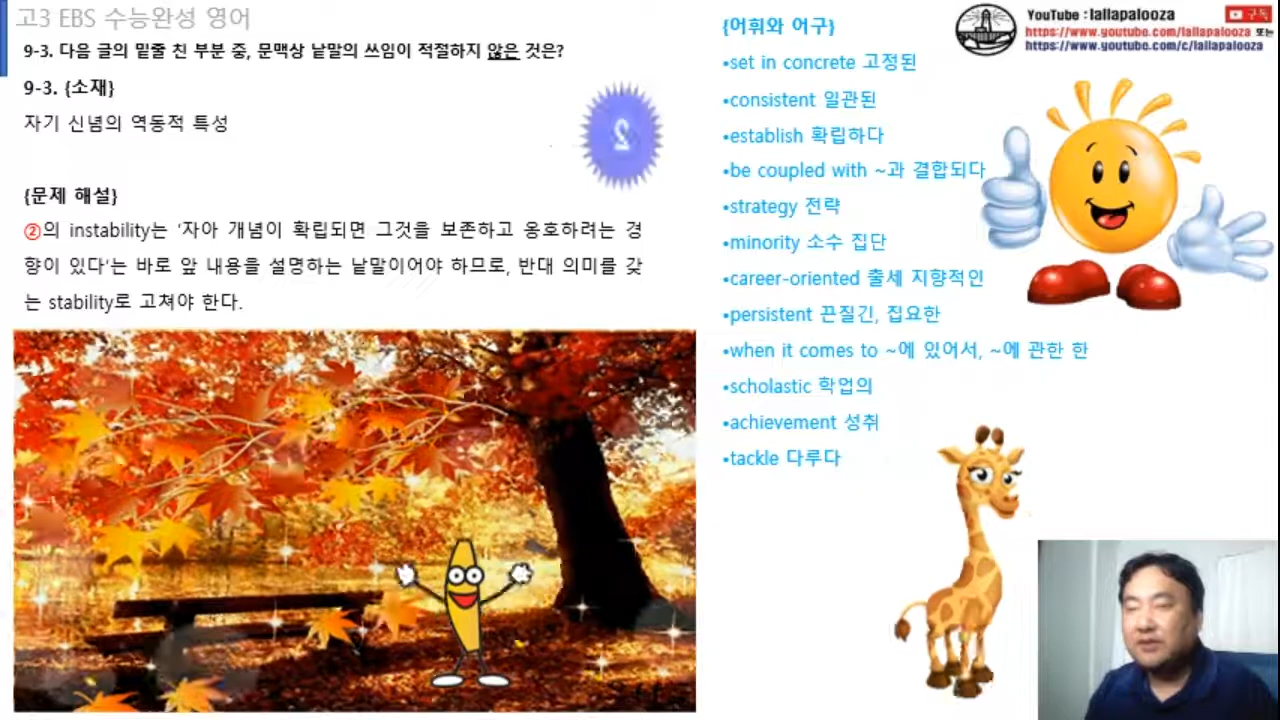 고3 EBS 수능완성 영어
9-3. 다음 글의 밑줄 친 부분 중, 문맥상 낱말의 쓰임이 적절하지 않은 것은?
9-3. {소재}
자기 신념의 역동적 특성
2
{문제 해설}
②의 instability는 '자아 개념이 확립되면 그것을 보존하고 옹호하려는 경
향이 있다'는 바로 앞 내용을 설명하는 낱말이어야 하므로, 반대 의미를 갖
는 stability로 고쳐야 한다.
{어휘와 어구}
•set in concrete 고정된
•consistent 일관된
•establish 확립하다
•be coupled with ~과 결합되다
•strategy 전략
•minority 소수 집단
•career-oriented 출세 지향적인
•persistent 끈질긴, 집요한
•when it comes to ~에 있어서, ~에 관한 한
•scholastic 학업의
•achievement 성취
•tackle 다루다
YouTube : lallapalooza
구독
https://www.youtube.com/lallapalooza 또는
https://www.youtube.com/c/lallapalooza